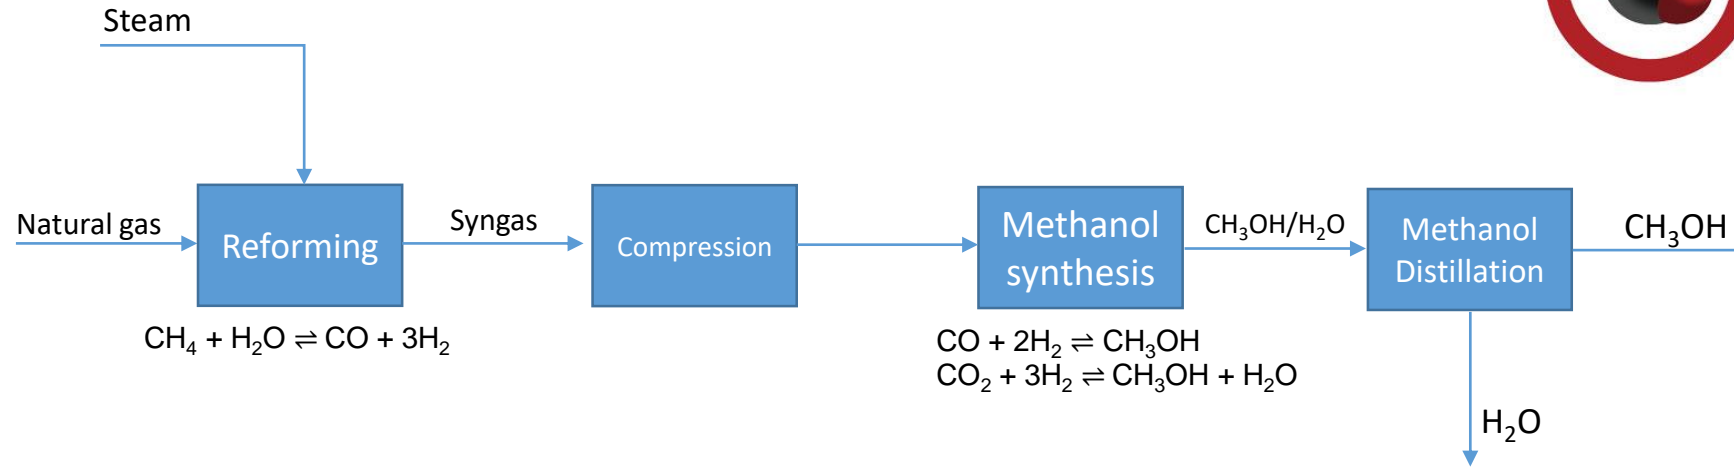 Steam
Natural gas
Reforming
Syngas
Compression
Methanol
synthesis
CH₃OH/H₂O
Methanol
Distillation
CH₃OH
CH₄ + H₂O ⇌ CO + 3H₂
CO + 2H₂ ⇌ CH₃OH
CO₂ + 3H₂ ⇌ CH₃OH + H₂O
H₂O